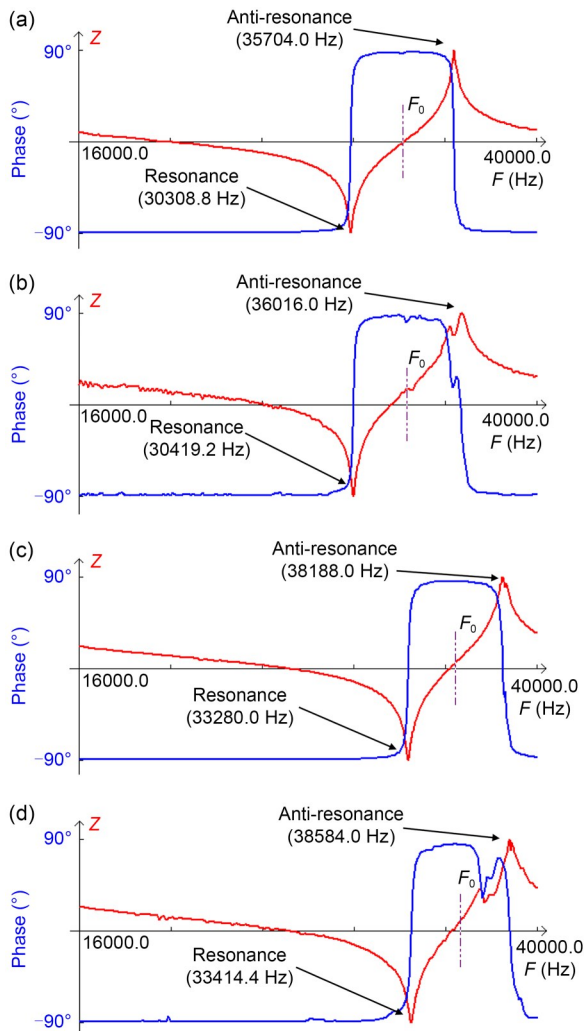 (a)
Anti-resonance
(35704.0 Hz)
90°
Z
F0
Phase (°)
16000.0
40000.0
F (Hz)
Resonance
(30308.8 Hz)
−90°
(b)
Anti-resonance
(36016.0 Hz)
90°
Z
F0
Phase (°)
16000.0
40000.0
F (Hz)
Resonance
(30419.2 Hz)
−90°
(c)
Anti-resonance
(38188.0 Hz)
90°
Z
F0
Phase (°)
16000.0
40000.0
F (Hz)
Resonance
(33280.0 Hz)
−90°
(d)
Anti-resonance
(38584.0 Hz)
90°
Z
F0
Phase (°)
16000.0
40000.0
F (Hz)
Resonance
(33414.4 Hz)
−90°